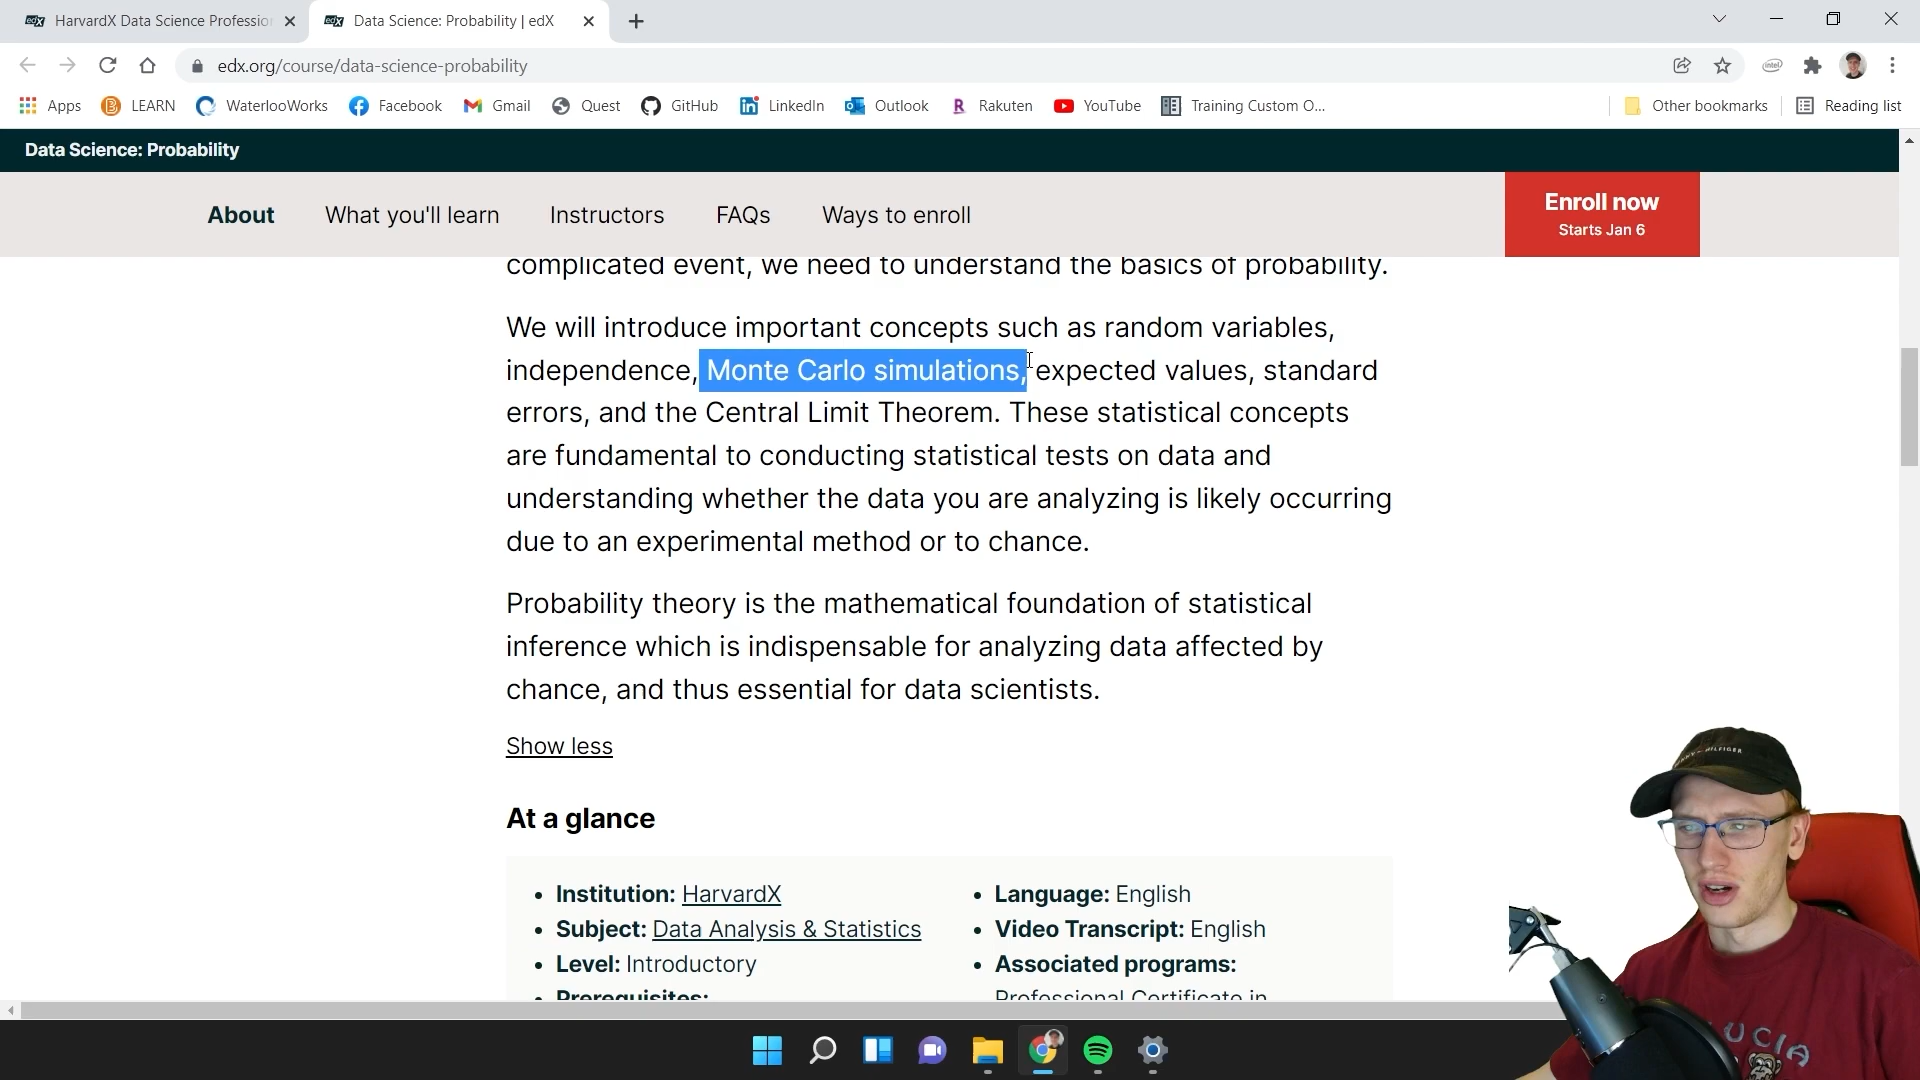 HarvardX Data Science Professio
Data Science: Probability | edX
edx.org/course/data-science-probability
Apps
LEARN
WaterlooWorks
Facebook
Gmail
Quest
GitHub
LinkedIn
Outlook
Rakuten
YouTube
Training Custom O...
Other bookmarks
Reading list
Data Science: Probability
About
What you'll learn
Instructors
FAQs
Ways to enroll
Enroll now
Starts Jan 6
complicated event, we need to understand the basics of probability.
We will introduce important concepts such as random variables,
independence, Monte Carlo simulations, expected values, standard
errors, and the Central Limit Theorem. These statistical concepts
are fundamental to conducting statistical tests on data and
understanding whether the data you are analyzing is likely occurring
due to an experimental method or to chance.
Probability theory is the mathematical foundation of statistical
inference which is indispensable for analyzing data affected by
chance, and thus essential for data scientists.
Show less
At a glance
Institution: HarvardX
Subject: Data Analysis & Statistics
Level: Introductory
Prerequisites:
Language: English
Video Transcript: English
Associated programs:
Professional Certificate in
UCIA